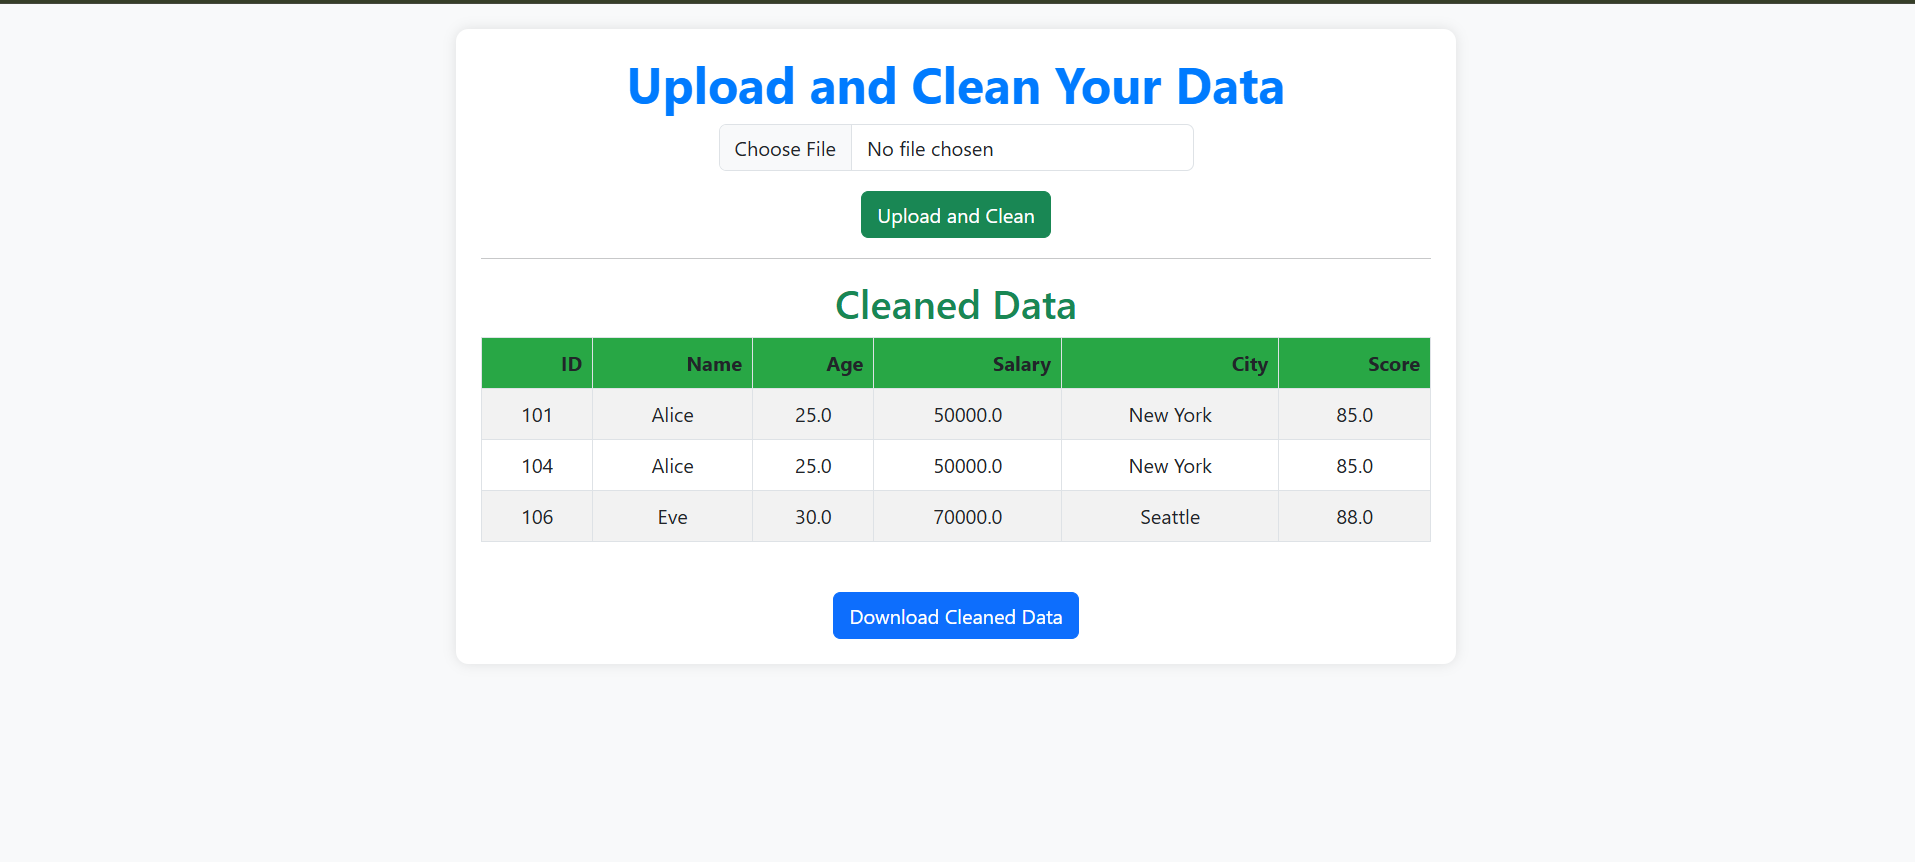 Upload and Clean Your Data
Choose File No file chosen
Upload and Clean
Cleaned Data
ID Name Age Salary City Score
101 Alice 25.0 50000.0 New York 85.0
104 Alice 25.0 50000.0 New York 85.0
106 Eve 30.0 70000.0 Seattle 88.0
Download Cleaned Data